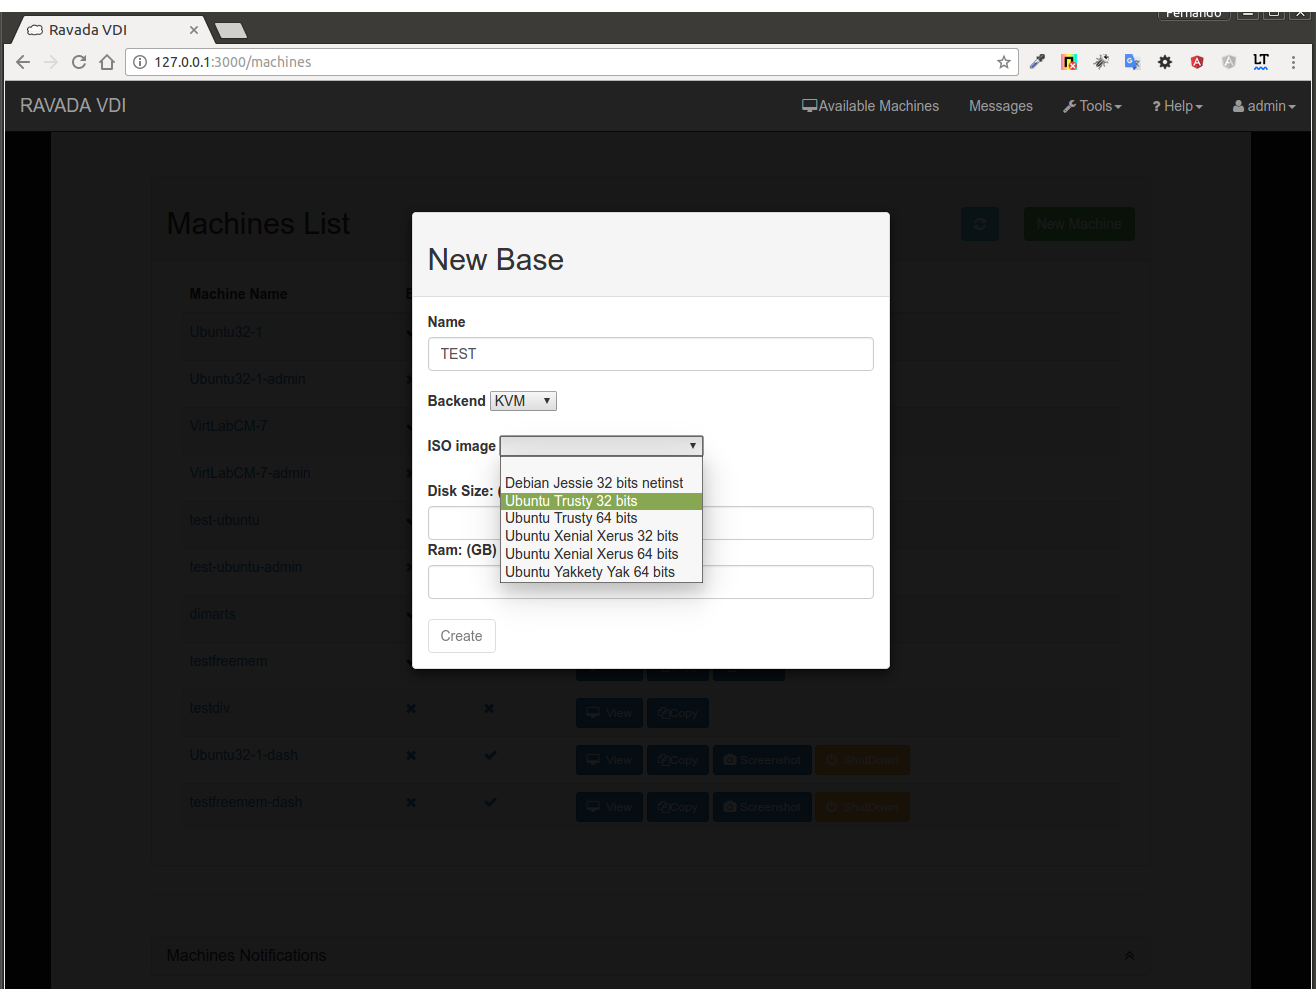 Ravada VDI
Fernando
127.0.0.1:3000/machines
RAVADA VDI
Available Machines Messages Tools ? Help admin
Machines List
New Machine
Machine Name
Ubuntu32-1
Ubuntu32-1-admin
VirtLabCM-7
VirtLabCM-7-admin
test-ubuntu
test-ubuntu-admin
dimarts
testfreemem
testdiv View Copy
Ubuntu32-1-dash View Copy Screenshot ShutDown
testfreemem-dash View Copy Screenshot ShutDown
Machines Notifications
New Base
Name
TEST
Backend KVM
ISO image
Debian Jessie 32 bits netinst
Ubuntu Trusty 32 bits
Ubuntu Trusty 64 bits
Ubuntu Xenial Xerus 32 bits
Ubuntu Xenial Xerus 64 bits
Ubuntu Yakkety Yak 64 bits
Disk Size:
Ram: (GB)
Create